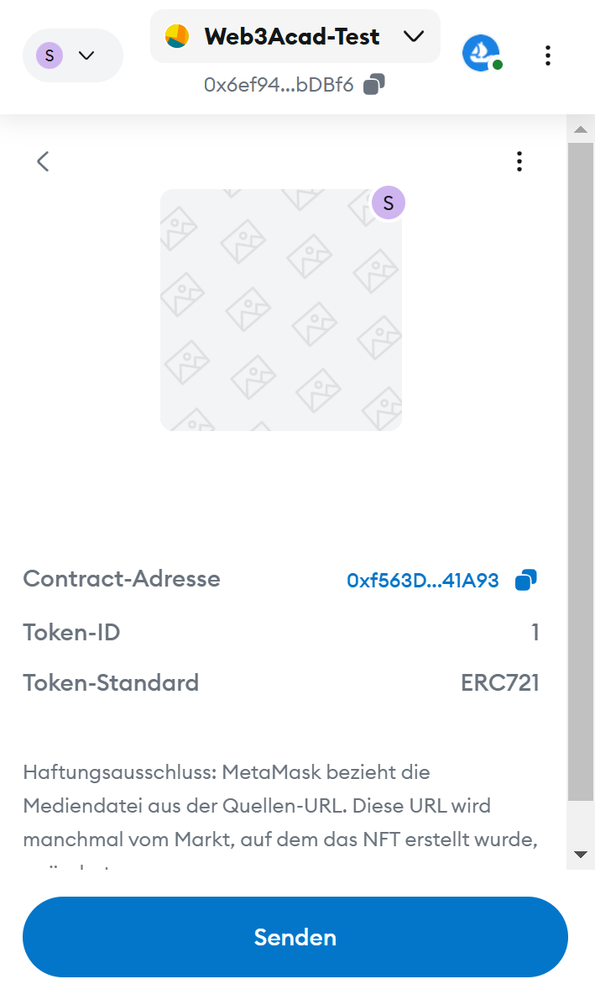 S
Web3Acad-Test
0x6ef94...bDBf6
S
Contract-Adresse 0xf563D...41A93
Token-ID 1
Token-Standard ERC721
Haftungsausschluss: MetaMask bezieht die
Mediendatei aus der Quellen-URL. Diese URL wird
manchmal vom Markt, auf dem das NFT erstellt wurde,
Senden